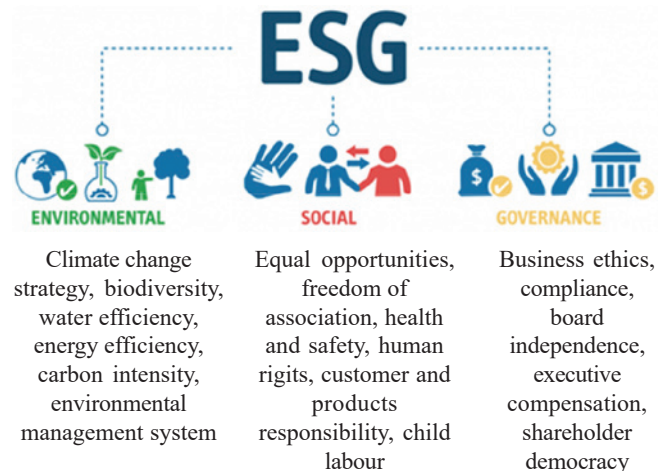 ESG
ENVIRONMENTAL
Climate change
strategy, biodiversity,
water efficiency,
energy efficiency,
carbon intensity,
environmental
management system
SOCIAL
Equal opportunities,
freedom of
association, health
and safety, human
rigits, customer and
products
responsibility, child
labour
GOVERNANCE
Business ethics,
compliance,
board
independence,
executive
compensation,
shareholder
democracy
$
$